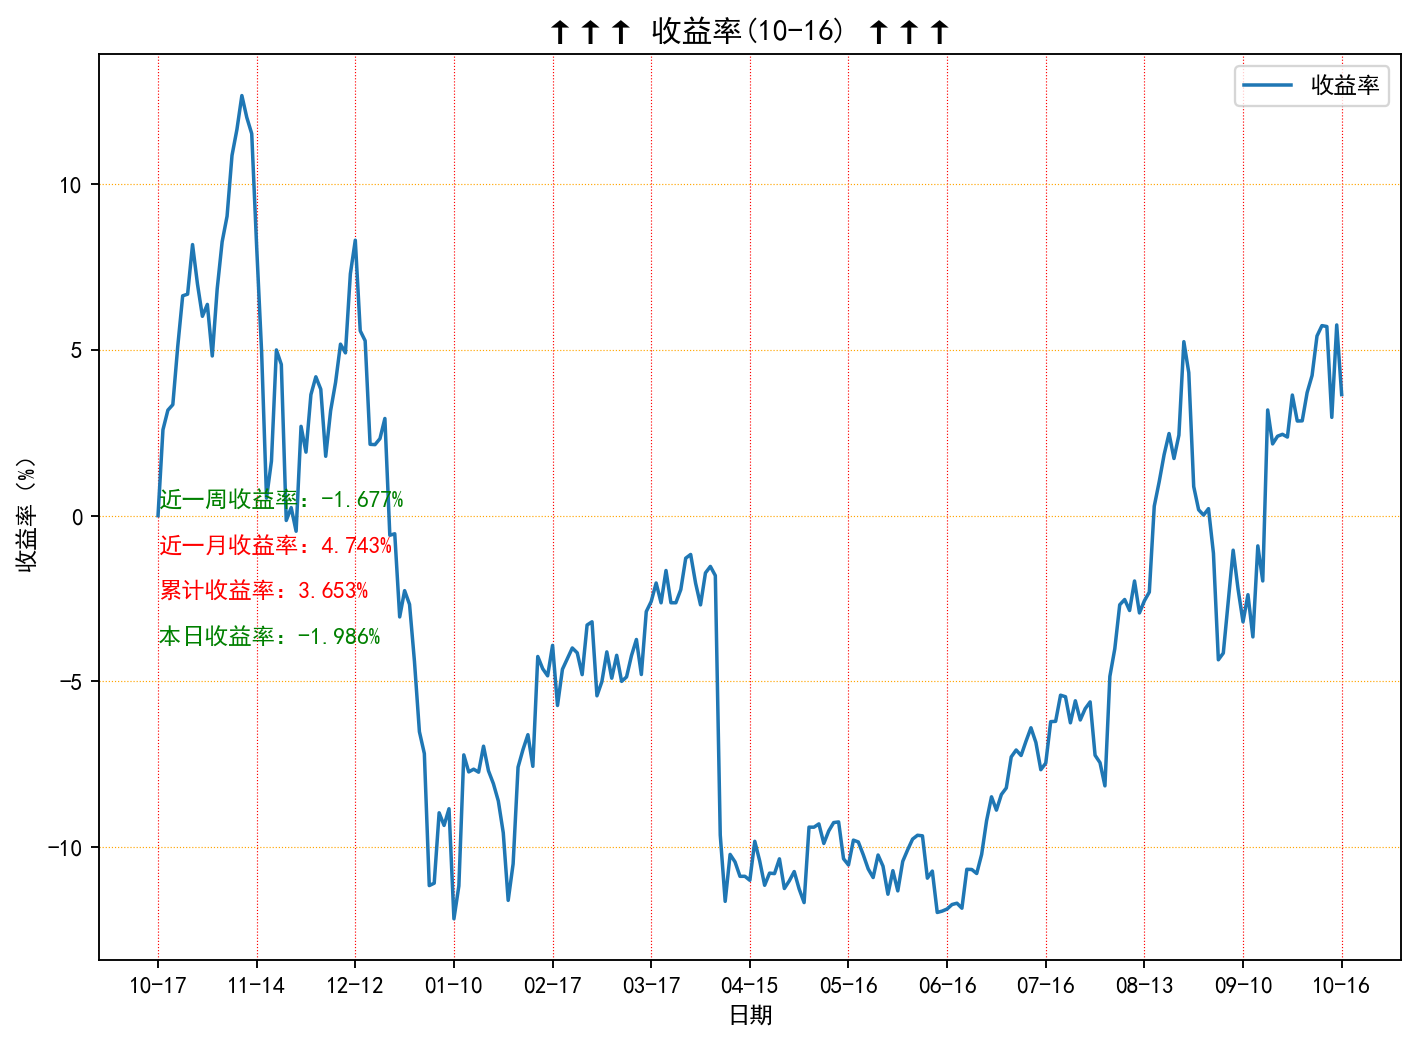 ↑↑↑ 收益率(10-16) ↑↑↑
收益率
10
5
0
-5
-10
收益率（%）
近一周收益率：-1.677%
近一月收益率：4.743%
累计收益率：3.653%
本日收益率：-1.986%
10-17 11-14 12-12 01-10 02-17 03-17 04-15 05-16 06-16 07-16 08-13 09-10 10-16
日期